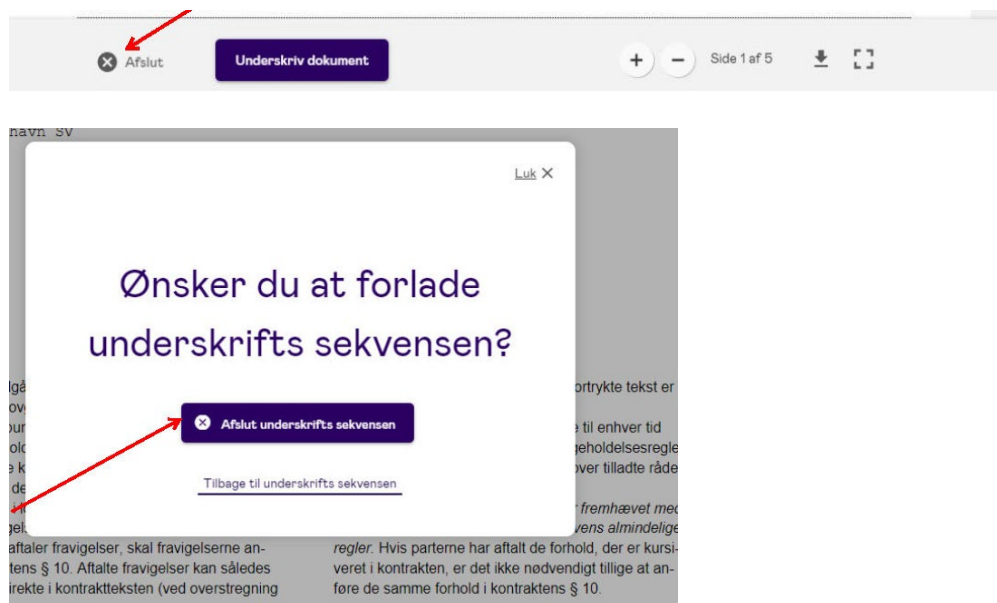 Afslut
Underskriv dokument
+
−
Side 1 af 5
havn SV
Luk ×
Ønsker du at forlade
underskrifts sekvensen?
Afslut underskrifts sekvensen
Tilbage til underskrifts sekvensen
ortrykte tekst er
e til enhver tid
geholdelsesregle
over tilladte råde
fremhævet med
vens almindelige
aftaler fravigelser, skal fravigelserne an-
tens § 10. Aftalte fravigelser kan således
irekte i kontraktteksten (ved overstregning
regler. Hvis parterne har aftalt de forhold, der er kursi-
veret i kontrakten, er det ikke nødvendigt tillige at an-
føre de samme forhold i kontraktens § 10.